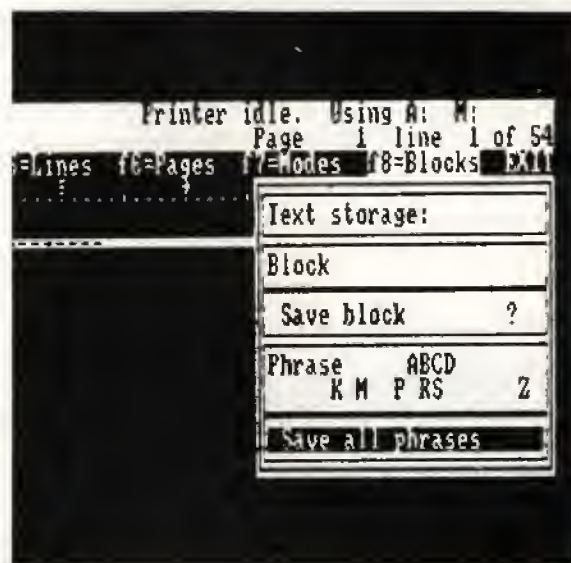 Printer idle. Using A: M:
Page 1 line 1 of 54
=Lines f6=Pages f7=Modes f8=Blocks EXIT
Text storage:
Block
Save block ?
Phrase ABCD
K M P RS Z
Save all phrases